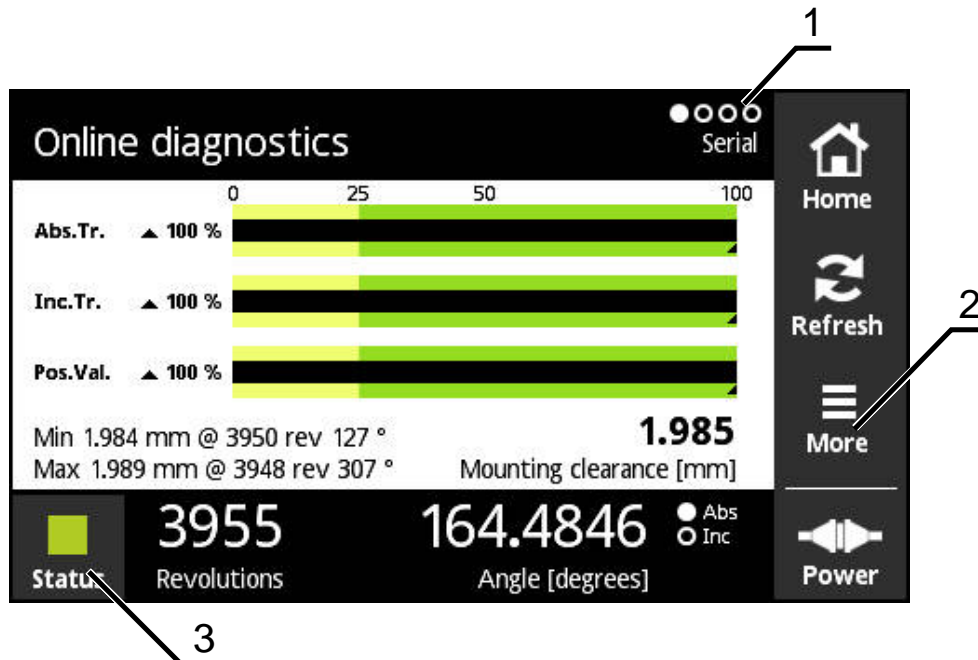 1
Online diagnostics
Serial
Home
0 25 50 100
Abs.Tr. ▲ 100 %
Inc.Tr. ▲ 100 %
Refresh
2
Pos.Val. ▲ 100 %
More
Min 1.984 mm @ 3950 rev 127 °
Max 1.989 mm @ 3948 rev 307 °
1.985
Mounting clearance [mm]
Status
3955
Revolutions
164.4846
Angle [degrees]
Abs
Inc
Power
3